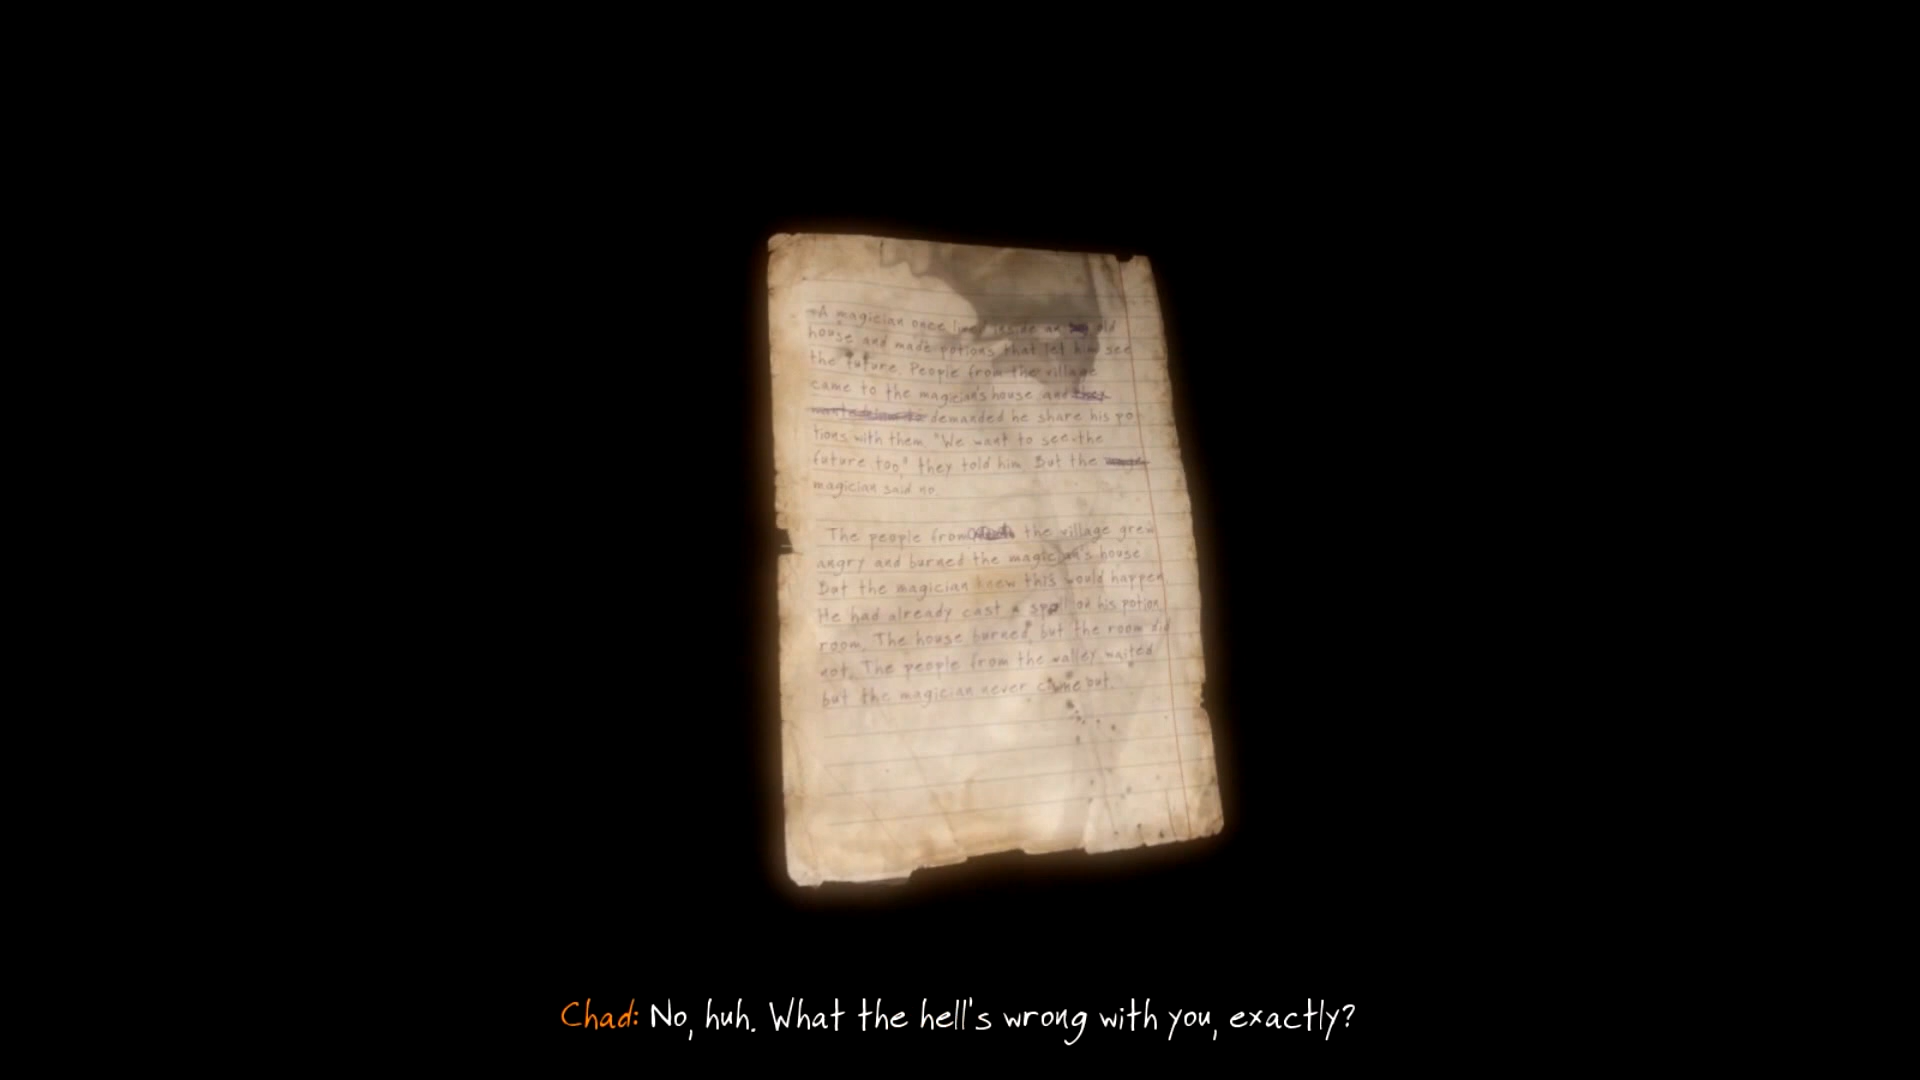 A magician once lived inside an old
house and made potions that let him see
the future. People from the village
came to the magician's house and they
demanded he share his po
tions with them. "We want to see the
future too," they told him. But the
magician said no.
The people from the village grew
angry and burned the magician's house
But the magician knew this would happen
He had already cast a spell on his potion
room. The house burned, but the room did
not. The people from the valley waited
but the magician never came out.
Chad: No, huh. What the hell's wrong with you, exactly?